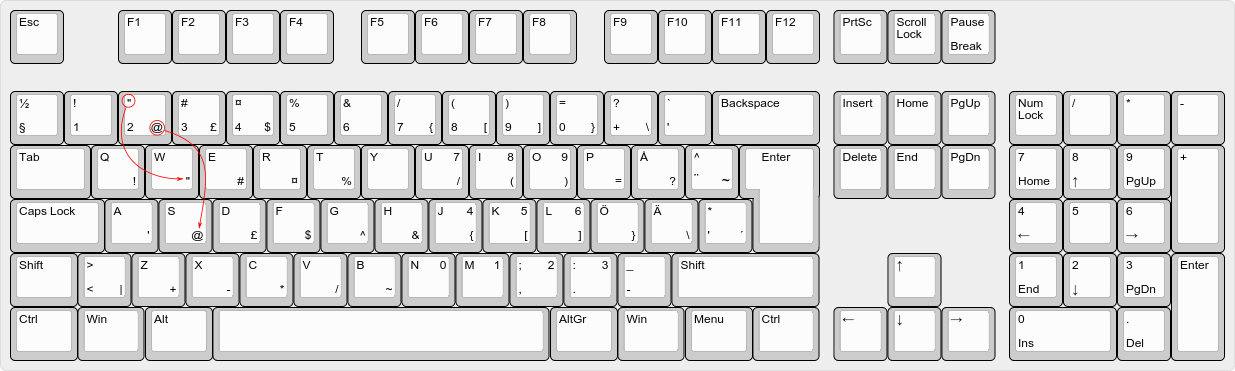 Esc F1 F2 F3 F4 F5 F6 F7 F8 F9 F10 F11 F12 PrtSc Scroll Pause
Lock
Break
½ ! " # ¤ % & / ( ) = ? ` Backspace Insert Home PgUp Num / * -
Lock
§ 1 2 @ 3 £ 4 $ 5 6 7 { 8 [ 9 ] 0 } + \ '
Tab Q W E R T Y U 7 I 8 O 9 P Å ^ Enter Delete End PgDn 7 8 9 +
! " # ¤ % / ( ) = ? ¨ ~ Home ↑ PgUp
Caps Lock A S D F G H J 4 K 5 L 6 Ö Ä * 4 5 6
' @ £ $ ^ & { [ ] } \ ' ´ ← →
Shift > Z X C V B N 0 M 1 ; 2 : 3 _ Shift ↑ 1 2 3 Enter
< | + - * / ~ , . - End ↓ PgDn
Ctrl Win Alt AltGr Win Menu Ctrl ← ↓ → 0 .
Ins Del